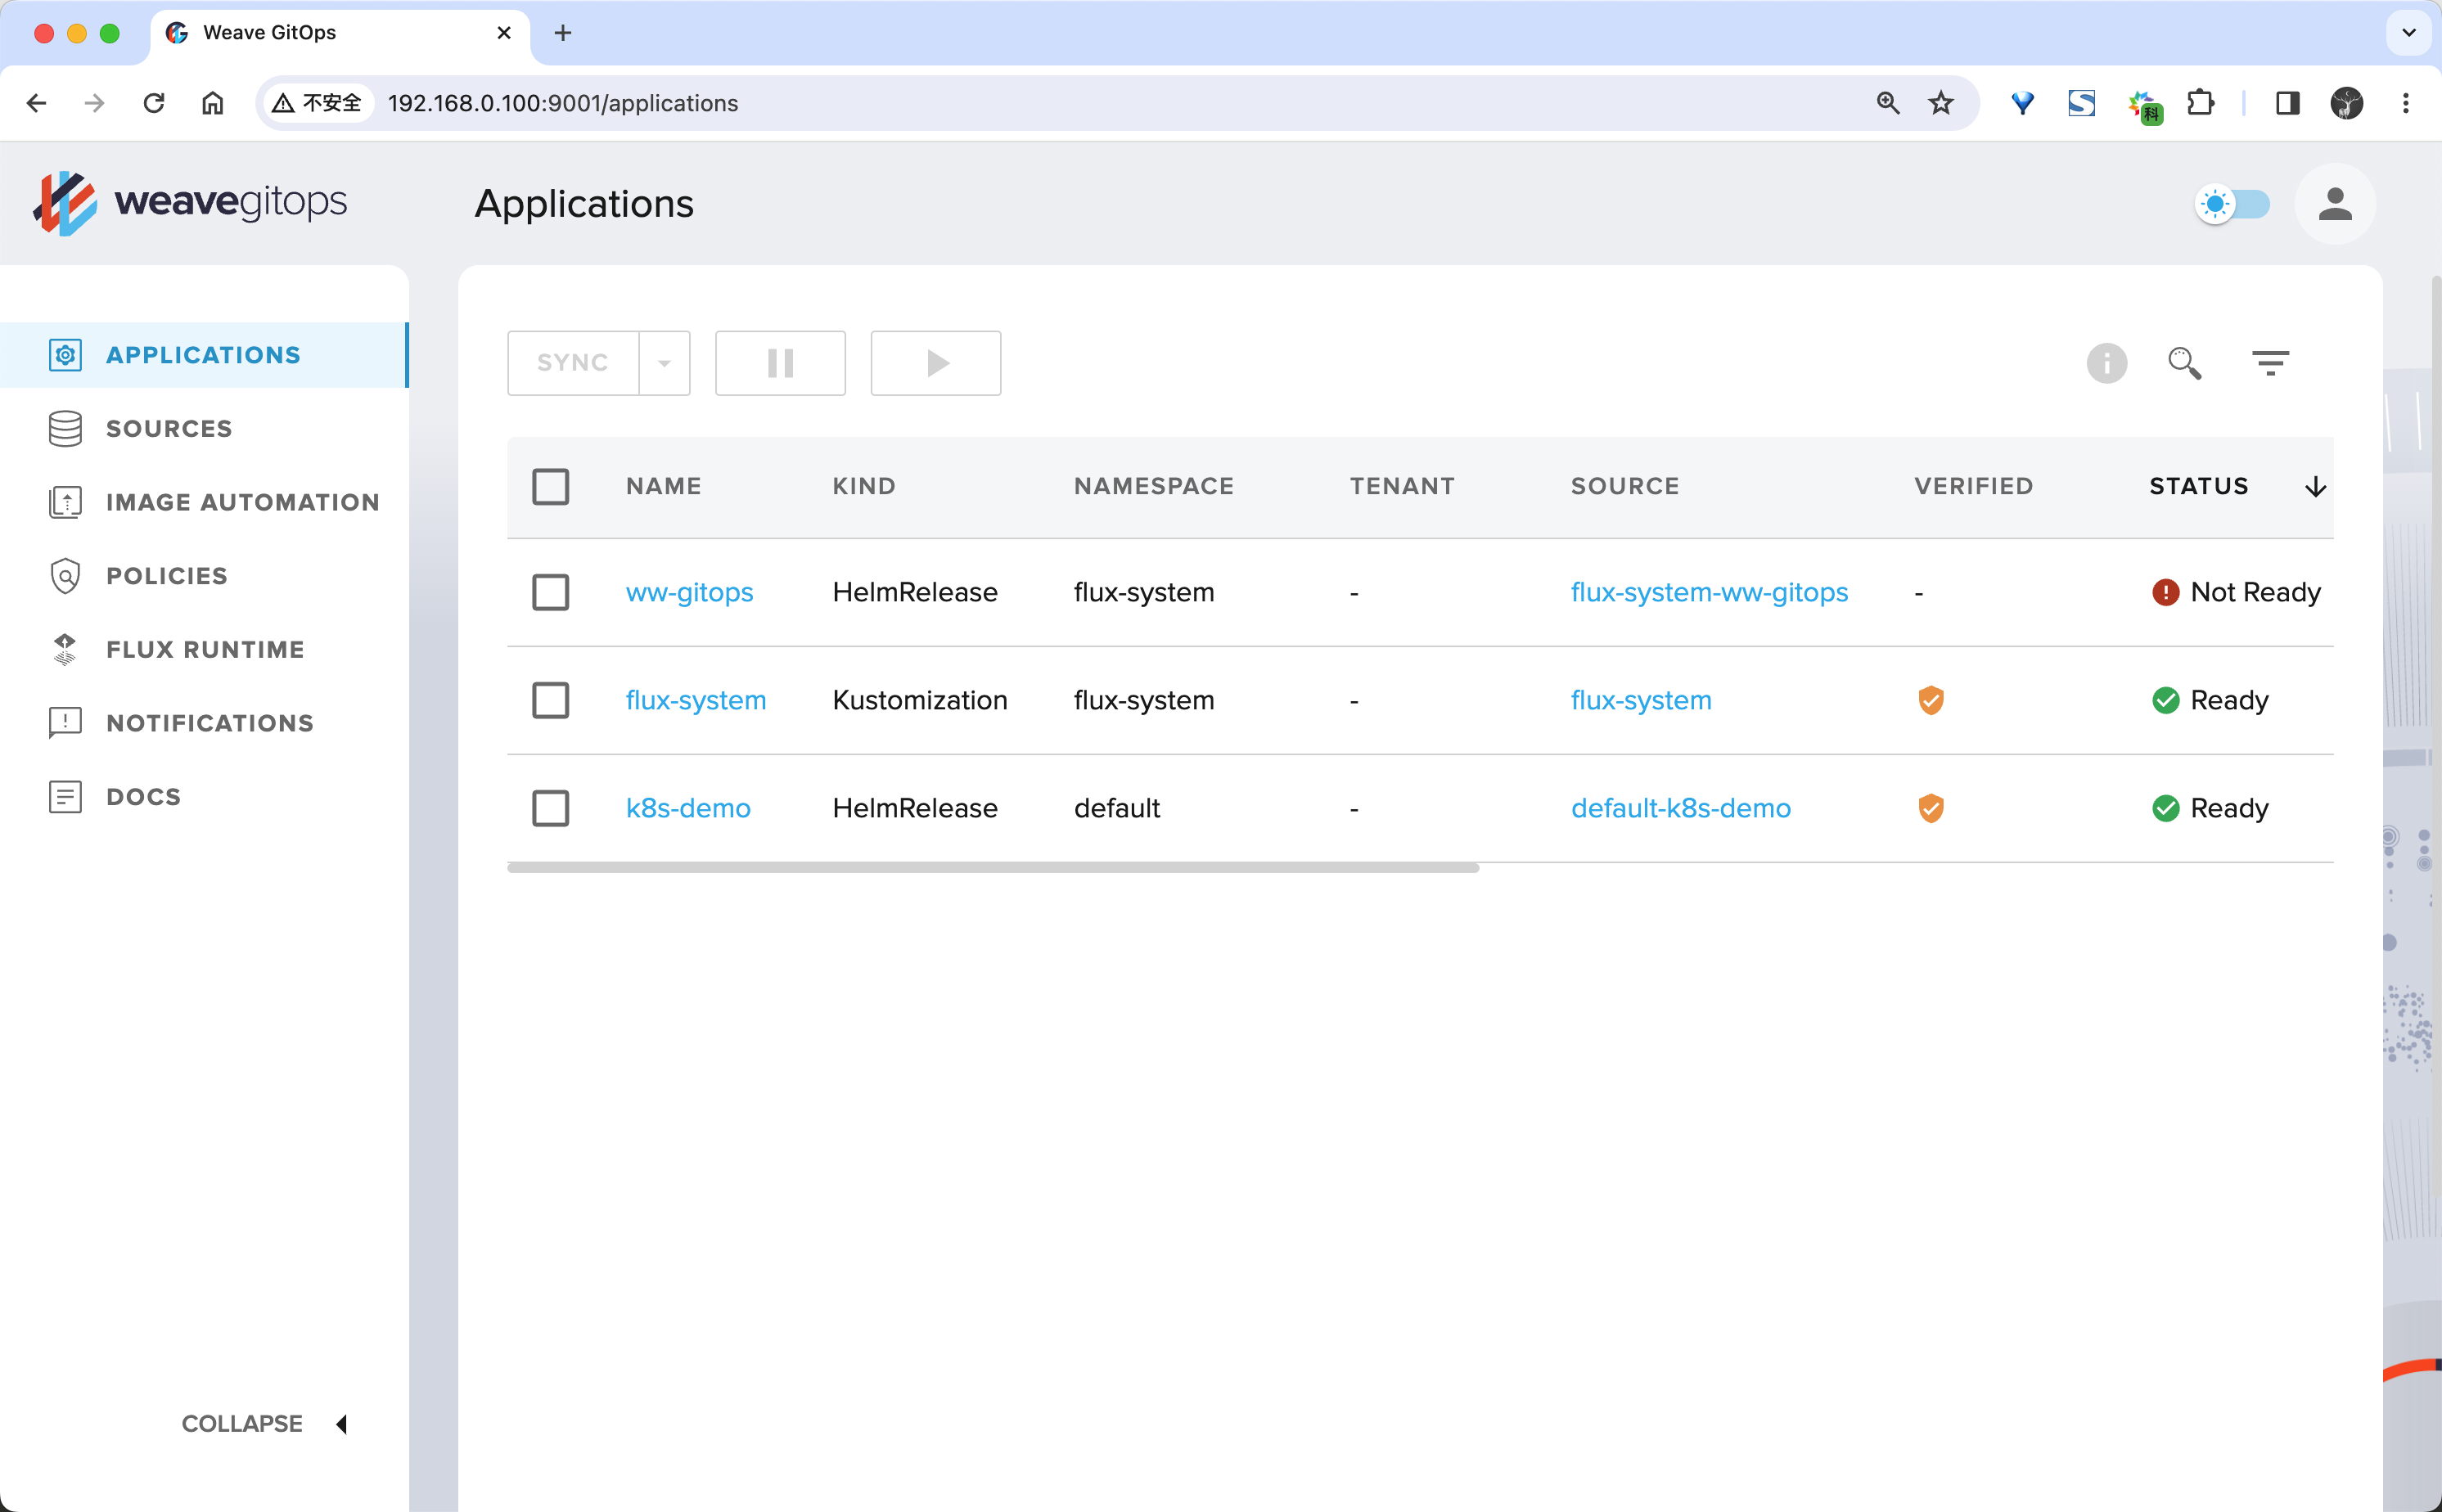 Weave GitOps
不安全 192.168.0.100:9001/applications
科
weavegitops
Applications
APPLICATIONS
SOURCES
IMAGE AUTOMATION
POLICIES
FLUX RUNTIME
NOTIFICATIONS
DOCS
COLLAPSE
SYNC
NAME KIND NAMESPACE TENANT SOURCE VERIFIED STATUS
ww-gitops HelmRelease flux-system - flux-system-ww-gitops - Not Ready
flux-system Kustomization flux-system - flux-system Ready
k8s-demo HelmRelease default - default-k8s-demo Ready